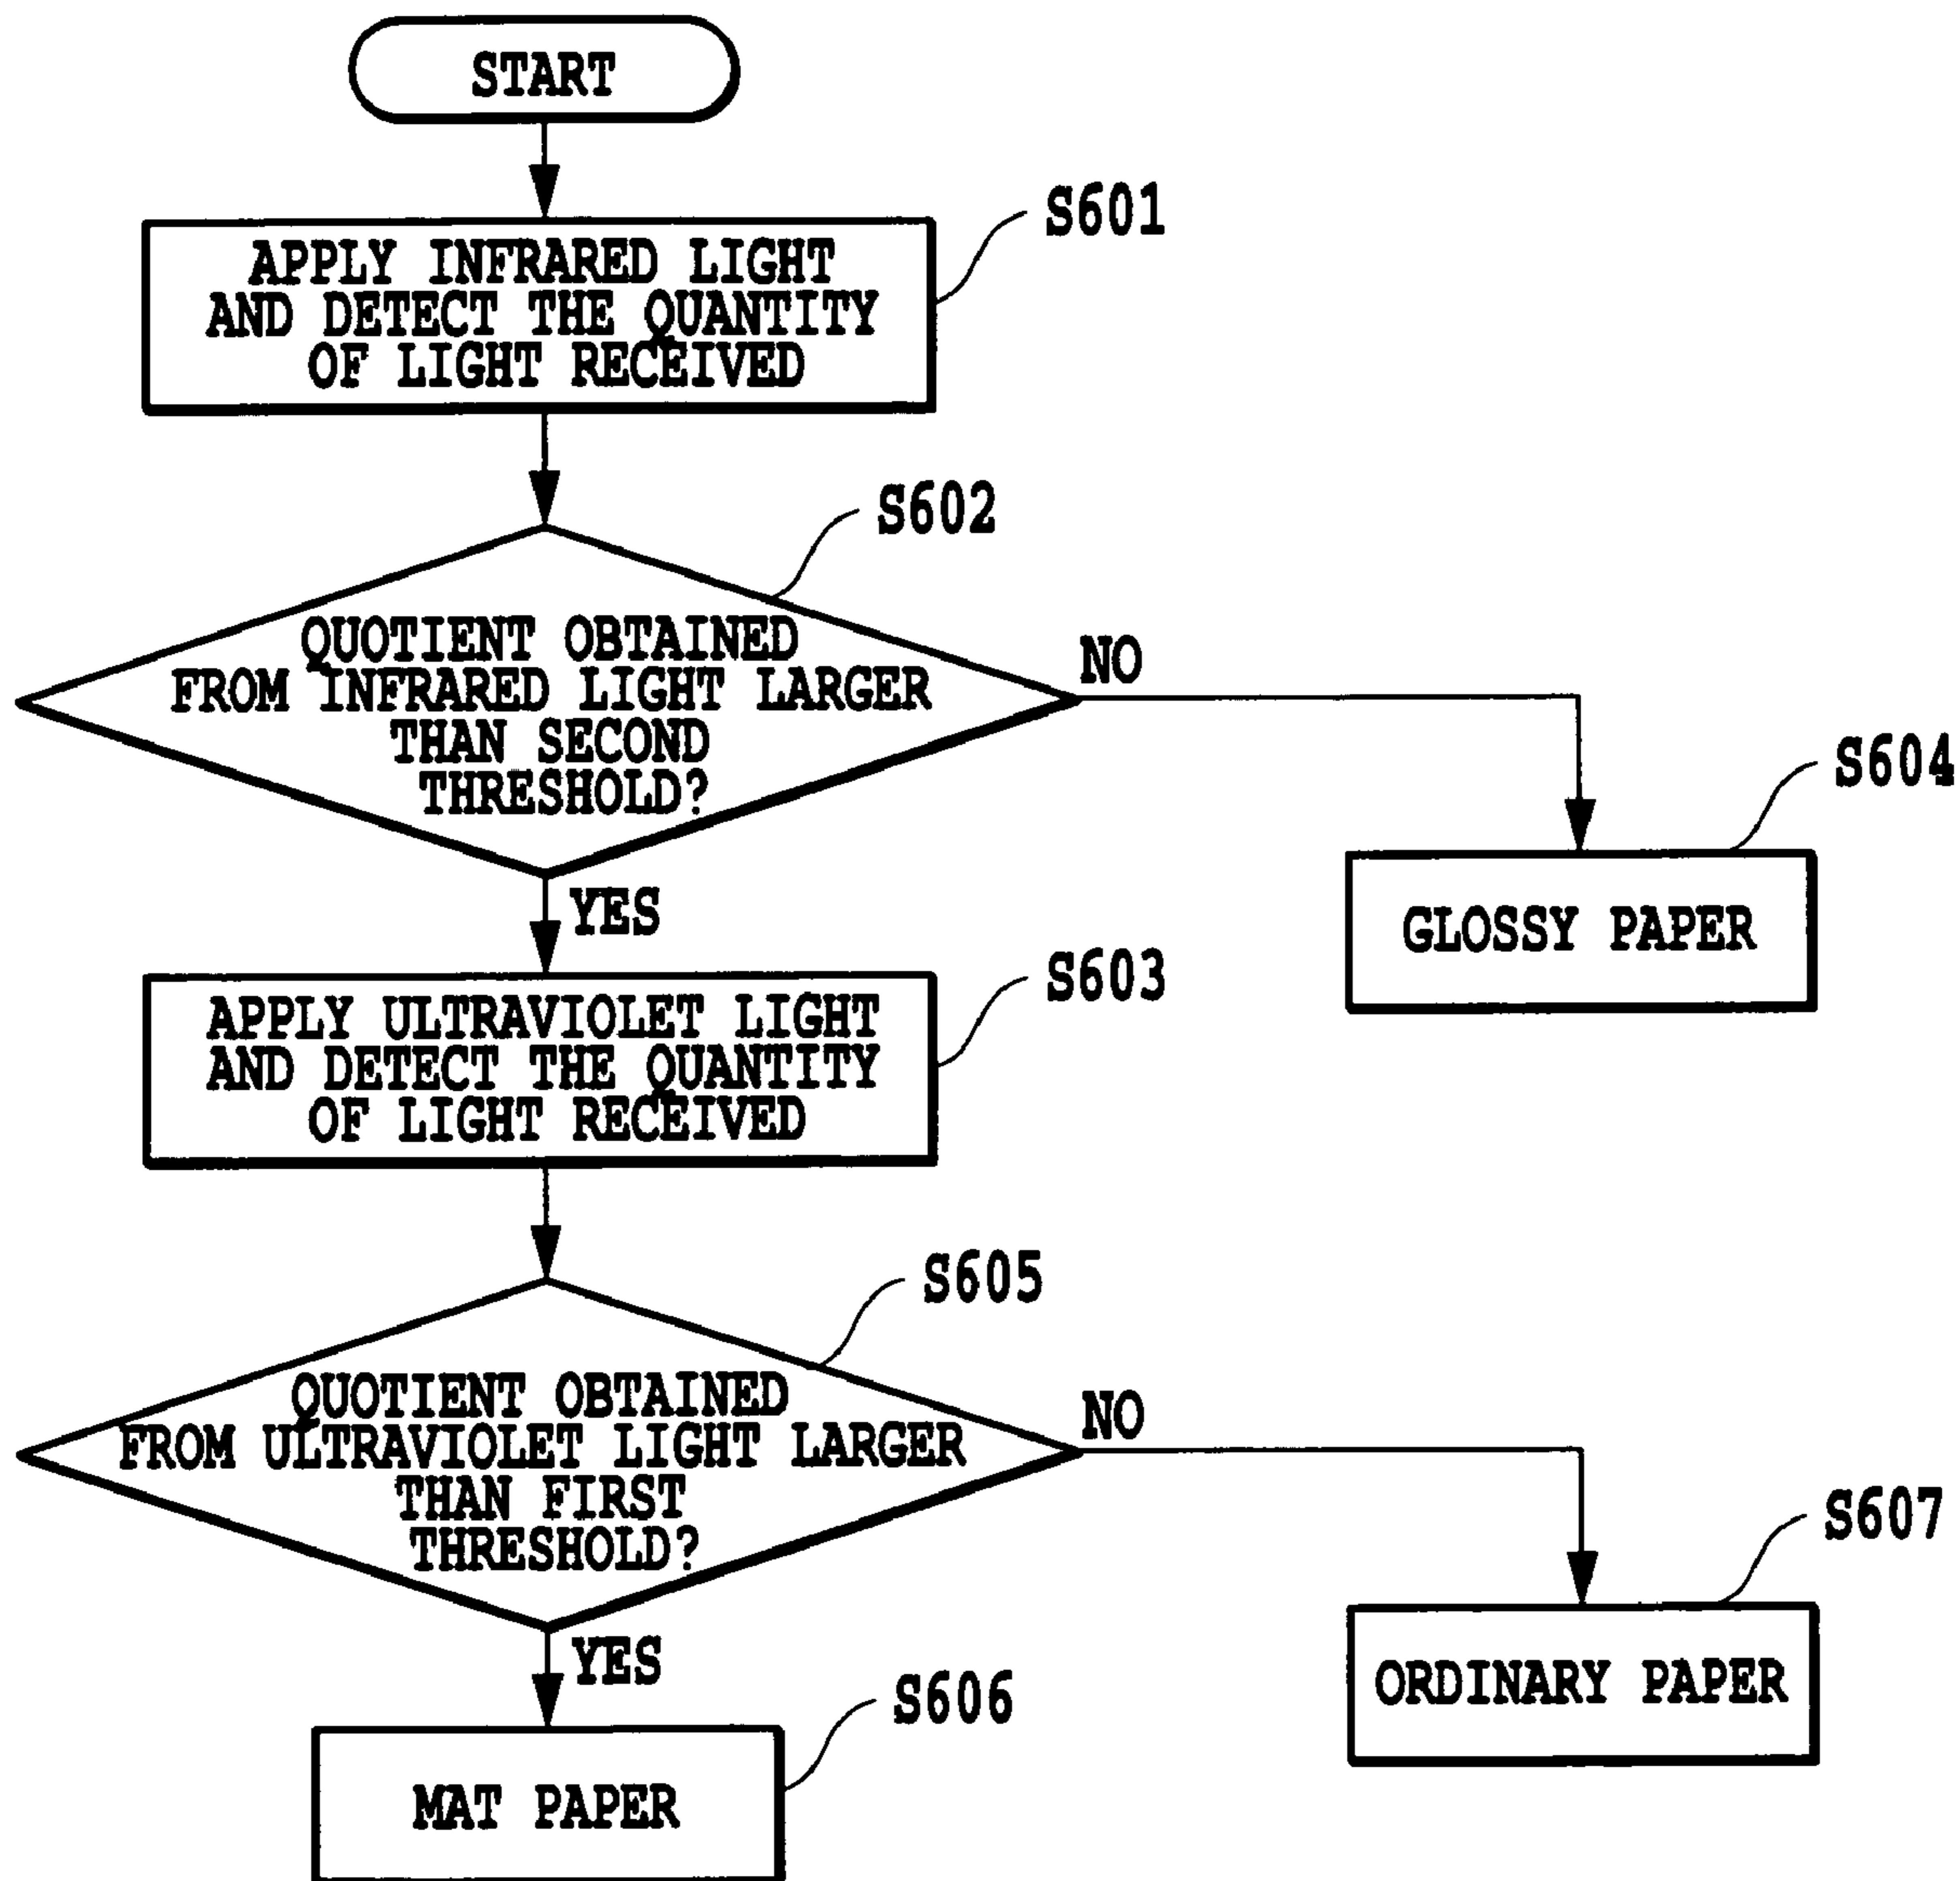 START
S601
APPLY INFRARED LIGHT
AND DETECT THE QUANTITY
OF LIGHT RECEIVED
S602
QUOTIENT OBTAINED
FROM INFRARED LIGHT LARGER
THAN SECOND
THRESHOLD?
NO
S604
GLOSSY PAPER
YES
S603
APPLY ULTRAVIOLET LIGHT
AND DETECT THE QUANTITY
OF LIGHT RECEIVED
S605
QUOTIENT OBTAINED
FROM ULTRAVIOLET LIGHT LARGER
THAN FIRST
THRESHOLD?
NO
S607
ORDINARY PAPER
YES
S606
MAT PAPER